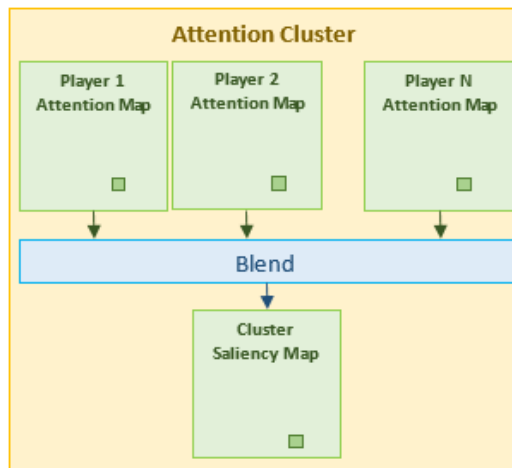 Attention Cluster
Player 1
Attention Map
Player 2
Attention Map
Player N
Attention Map
Blend
Cluster
Saliency Map